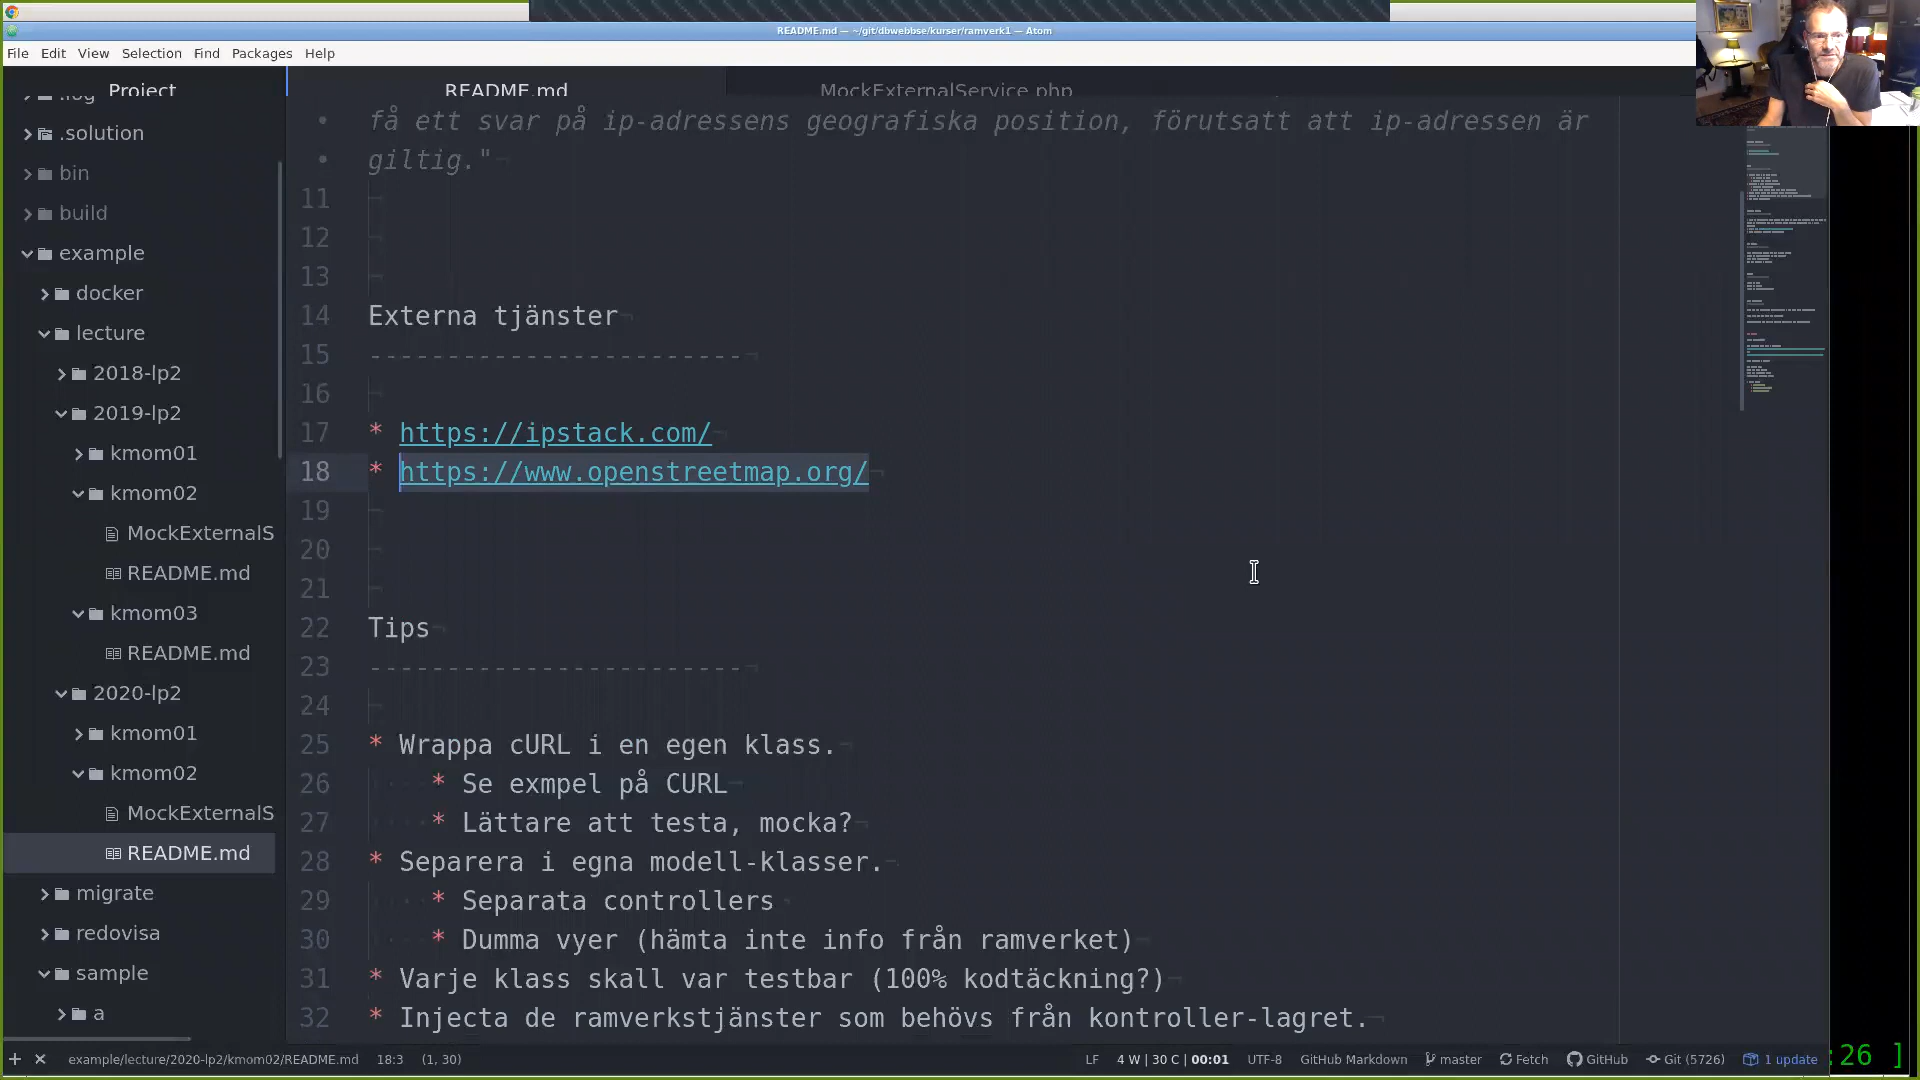 README.md — ~/git/dbwebbse/kurser/ramverk1 — Atom
File Edit View Selection Find Packages Help
Project
.log
.solution
bin
build
example
docker
lecture
2018-lp2
2019-lp2
kmom01
kmom02
MockExternalS
README.md
kmom03
README.md
2020-lp2
kmom01
kmom02
MockExternalS
README.md
migrate
redovisa
sample
a
README.md MockExternalService.php
få ett svar på ip-adressens geografiska position, förutsatt att ip-adressen är
giltig."
11
12
13
14 Externa tjänster
15 ------------------------
16
17 * https://ipstack.com/
18 * https://www.openstreetmap.org/
19
20
21
22 Tips
23 ------------------------
24
25 * Wrappa cURL i en egen klass.
26 * Se exmpel på CURL
27 * Lättare att testa, mocka?
28 * Separera i egna modell-klasser.
29 * Separata controllers
30 * Dumma vyer (hämta inte info från ramverket)
31 * Varje klass skall var testbar (100% kodtäckning?)
32 * Injecta de ramverkstjänster som behövs från kontroller-lagret.
example/lecture/2020-lp2/kmom02/README.md 18:3 (1, 30) LF 4 W | 30 C | 00:01 UTF-8 GitHub Markdown master Fetch GitHub Git (5726) 1 update
:26 ]